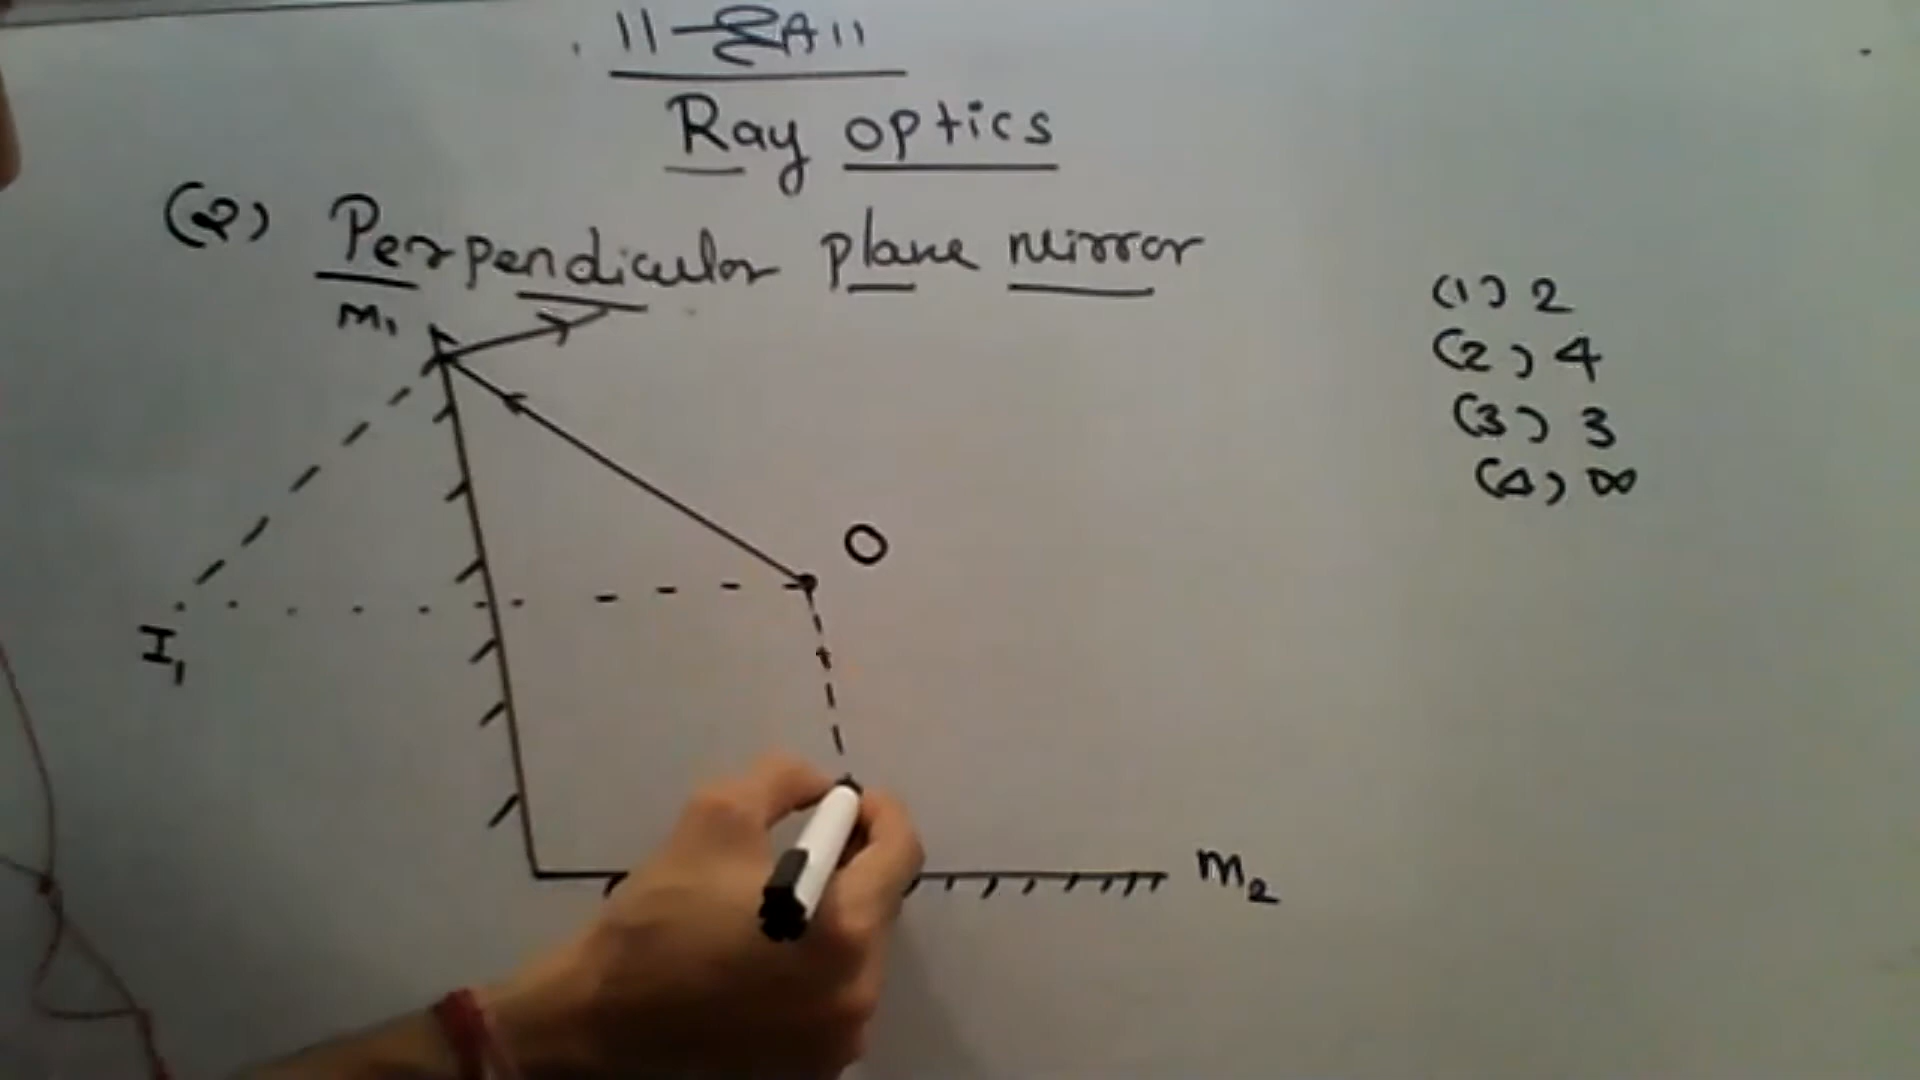 Ray optics
(2) Perpendicular plane mirror
M1
(1) 2
(2) 4
(3) 3
(4) ∞
O
I1
M2